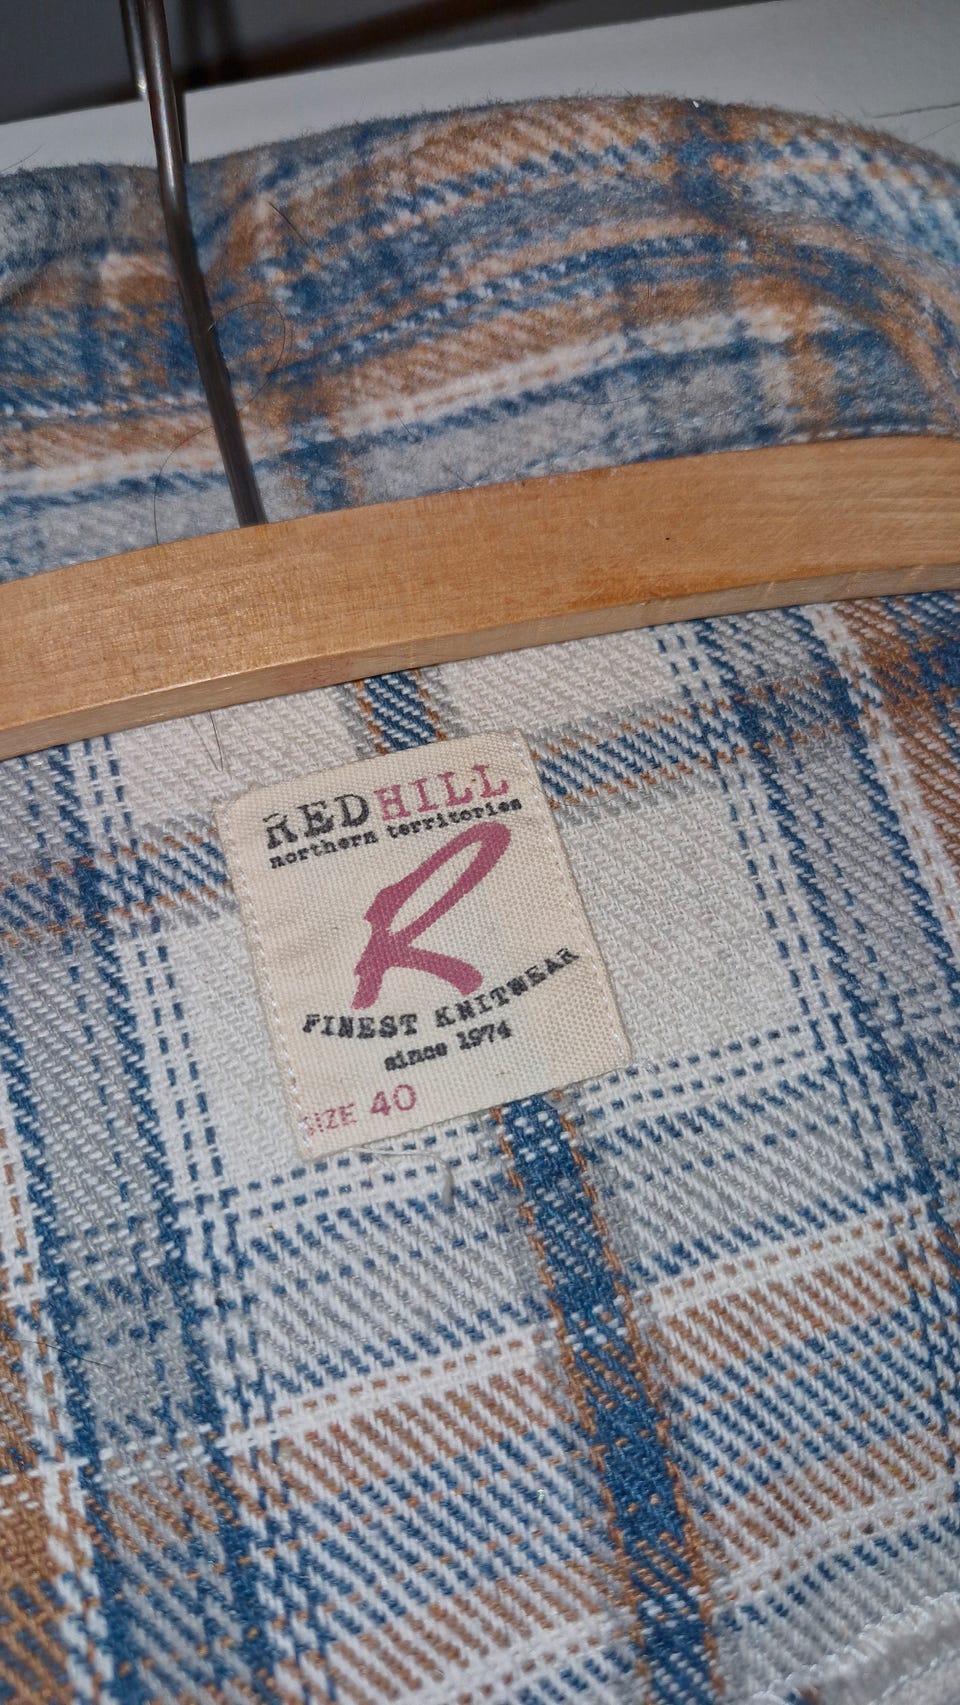 REDHILL
northern territories
R
FINEST KNITWEAR
since 1974
SIZE 40